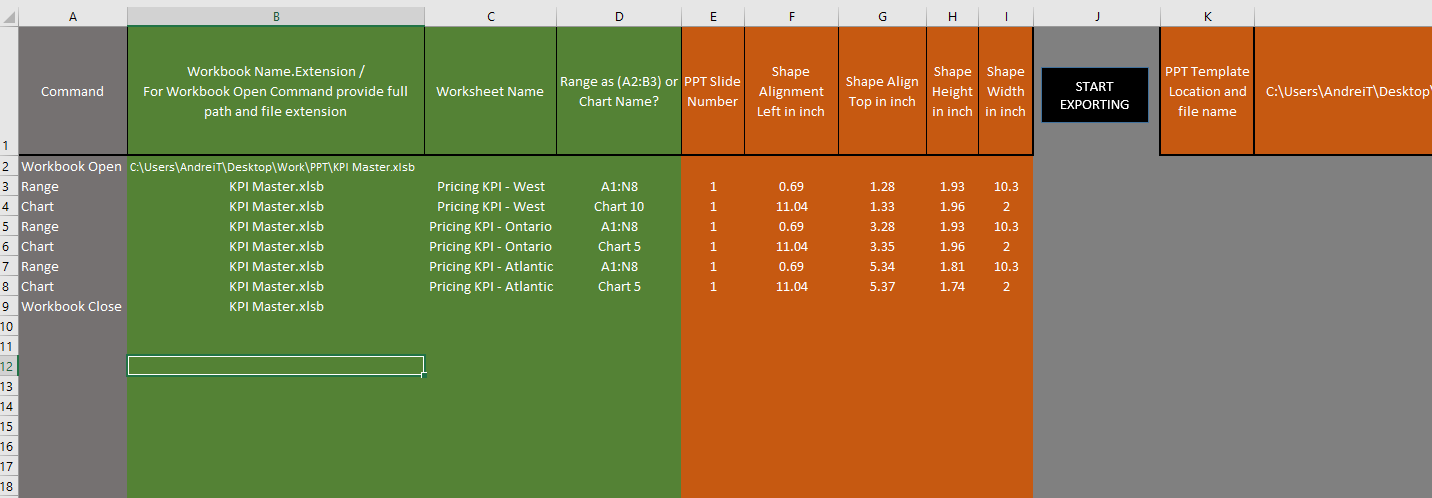 A B C D E F G H I J K
1 Command Workbook Name.Extension / For Workbook Open Command provide full path and file extension Worksheet Name Range as (A2:B3) or Chart Name? PPT Slide Number Shape Alignment Left in inch Shape Align Top in inch Shape Height in inch Shape Width in inch START EXPORTING PPT Template Location and file name C:\Users\AndreiT\Desktop\
2 Workbook Open C:\Users\AndreiT\Desktop\Work\PPT\KPI Master.xlsb
3 Range KPI Master.xlsb Pricing KPI - West A1:N8 1 0.69 1.28 1.93 10.3
4 Chart KPI Master.xlsb Pricing KPI - West Chart 10 1 11.04 1.33 1.96 2
5 Range KPI Master.xlsb Pricing KPI - Ontario A1:N8 1 0.69 3.28 1.93 10.3
6 Chart KPI Master.xlsb Pricing KPI - Ontario Chart 5 1 11.04 3.35 1.96 2
7 Range KPI Master.xlsb Pricing KPI - Atlantic A1:N8 1 0.69 5.34 1.81 10.3
8 Chart KPI Master.xlsb Pricing KPI - Atlantic Chart 5 1 11.04 5.37 1.74 2
9 Workbook Close KPI Master.xlsb
10
11
12
13
14
15
16
17
18